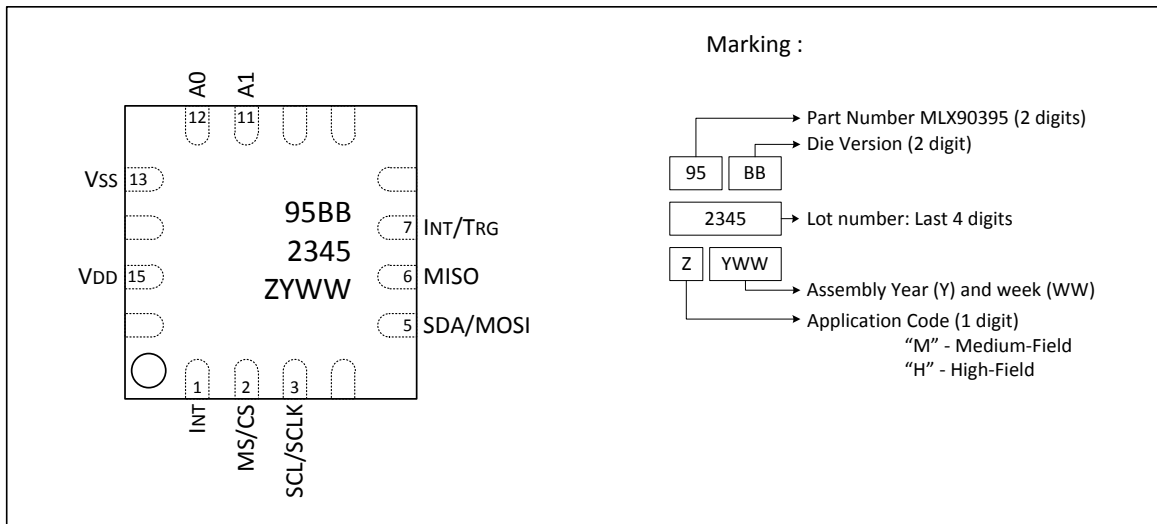 Marking :
A0
A1
12
11
VSS
13
95BB
2345
ZYWW
7
INT/TRG
VDD
15
6
MISO
5
SDA/MOSI
1
2
3
INT
MS/CS
SCL/SCLK
Part Number MLX90395 (2 digits)
Die Version (2 digit)
95
BB
2345
Lot number: Last 4 digits
Z
YWW
Assembly Year (Y) and week (WW)
Application Code (1 digit)
“M” - Medium-Field
“H” - High-Field